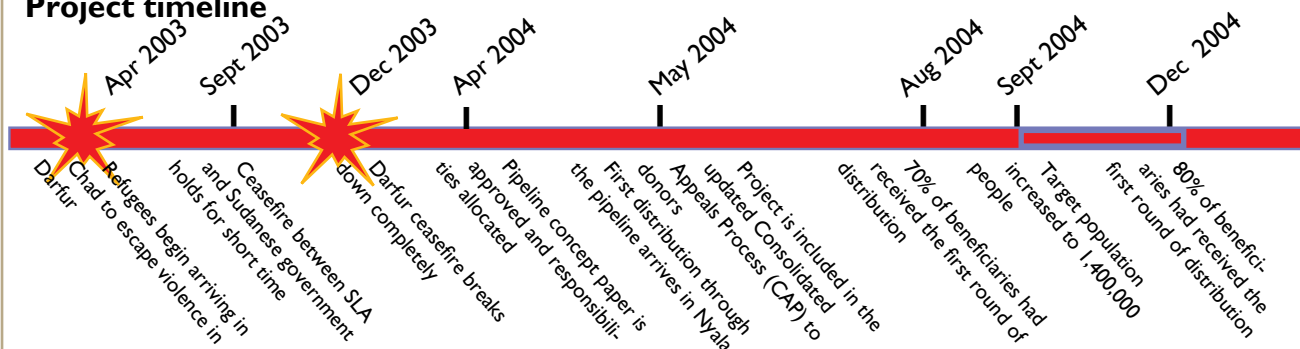 Project timeline
Apr 2003
Sept 2003
Dec 2003
Apr 2004
May 2004
Aug 2004
Sept 2004
Dec 2004
Refugees begin arriving in
Chad to escape violence in
Darfur
Ceasefire between SLA
and Sudanese government
holds for short time
Darfur ceasefire breaks
down completely
Pipeline concept paper is
approved and responsibili-
ties allocated
First distribution through
the pipeline arrives in Nyala
Project is included in the
updated Consolidated
Appeals Process (CAP) to
donors
70% of beneficiaries had
received the first round of
distribution
Target population
increased to 1,400,000
people
80% of benefici-
aries had received the
first round of distribution